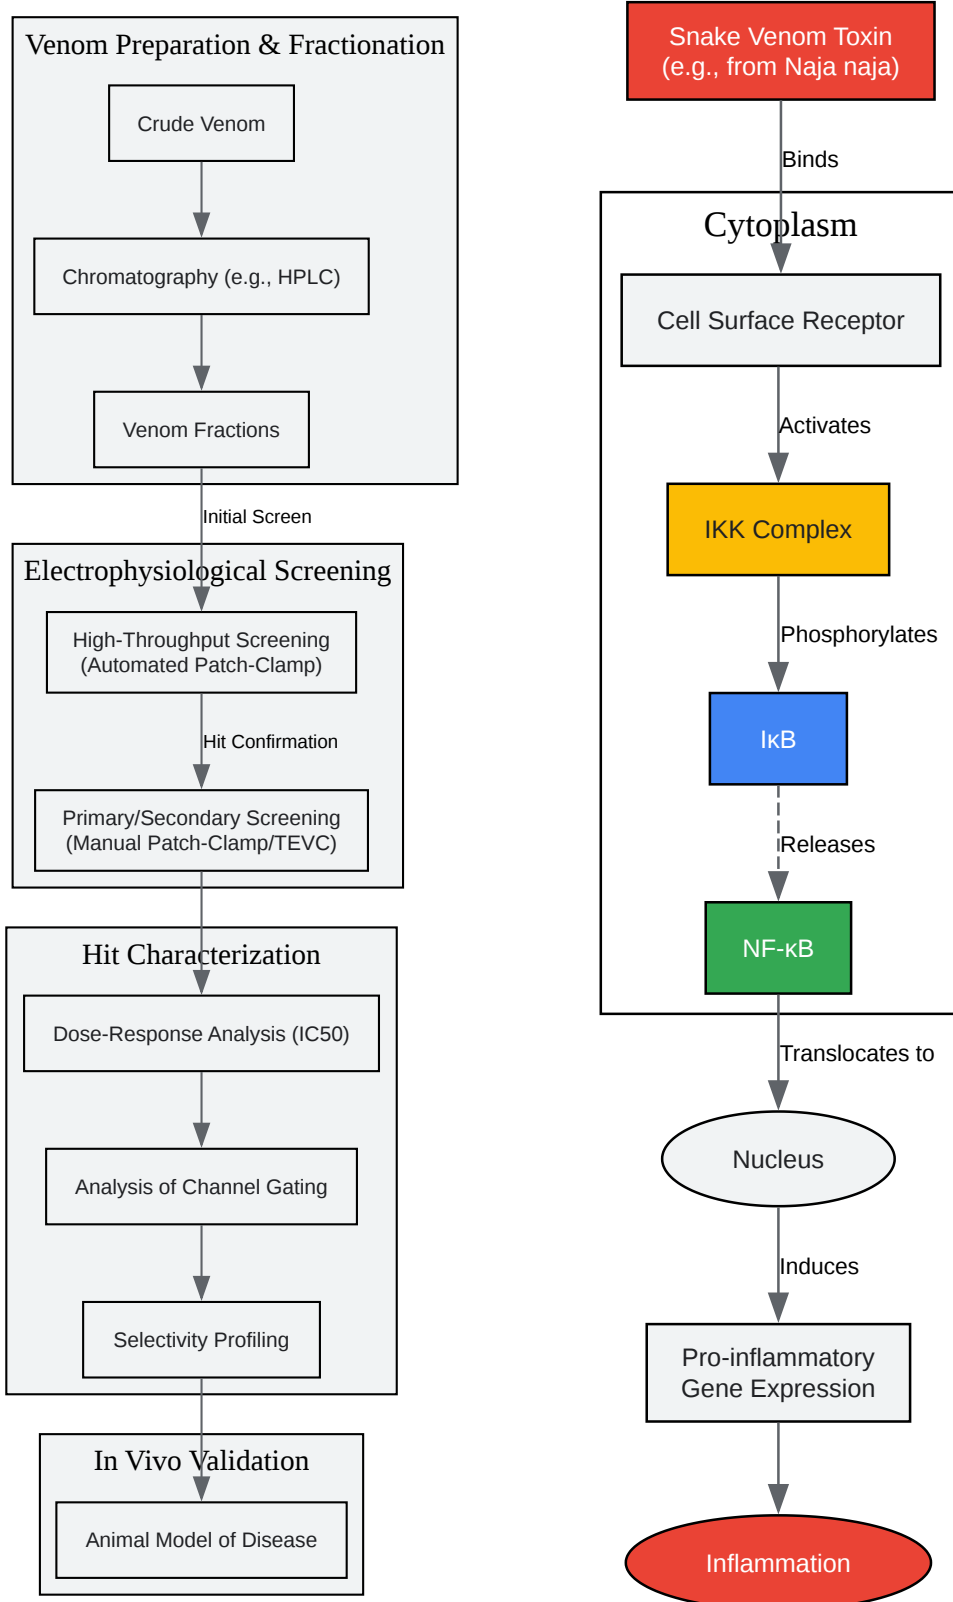 Venom Preparation & Fractionation
Crude Venom
Chromatography (e.g., HPLC)
Venom Fractions
Initial Screen
Electrophysiological Screening
High-Throughput Screening
(Automated Patch-Clamp)
Hit Confirmation
Primary/Secondary Screening
(Manual Patch-Clamp/TEVC)
Hit Characterization
Dose-Response Analysis (IC50)
Analysis of Channel Gating
Selectivity Profiling
In Vivo Validation
Animal Model of Disease
Snake Venom Toxin
(e.g., from Naja naja)
Binds
Cytoplasm
Cell Surface Receptor
Activates
IKK Complex
Phosphorylates
IκB
Releases
NF-κB
Translocates to
Nucleus
Induces
Pro-inflammatory
Gene Expression
Inflammation